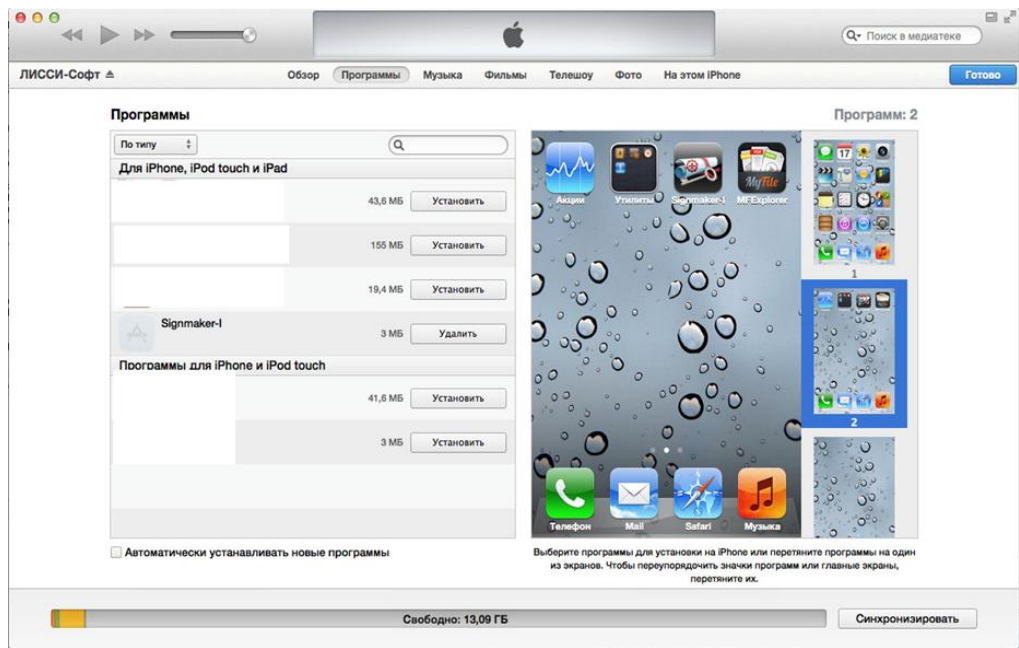 Поиск в медиатеке
ЛИССИ-Софт
Обзор Программы Музыка Фильмы Телешоу Фото На этом iPhone
Готово
Программы
Программ: 2
По типу
Для iPhone, iPod touch и iPad
43,6 МБ Установить
155 МБ Установить
19,4 МБ Установить
Signmaker-I
3 МБ Удалить
Программы для iPhone и iPod touch
41,6 МБ Установить
3 МБ Установить
17
MyFile
Акции Утилиты Signmaker-I MFExplorer
Телефон Mail Safari Музыка
17
1
2
Автоматически устанавливать новые программы
Выберите программы для установки на iPhone или перетяните программы на один
из экранов. Чтобы переупорядочить значки программ или главные экраны,
перетяните их.
Свободно: 13,09 ГБ
Синхронизировать